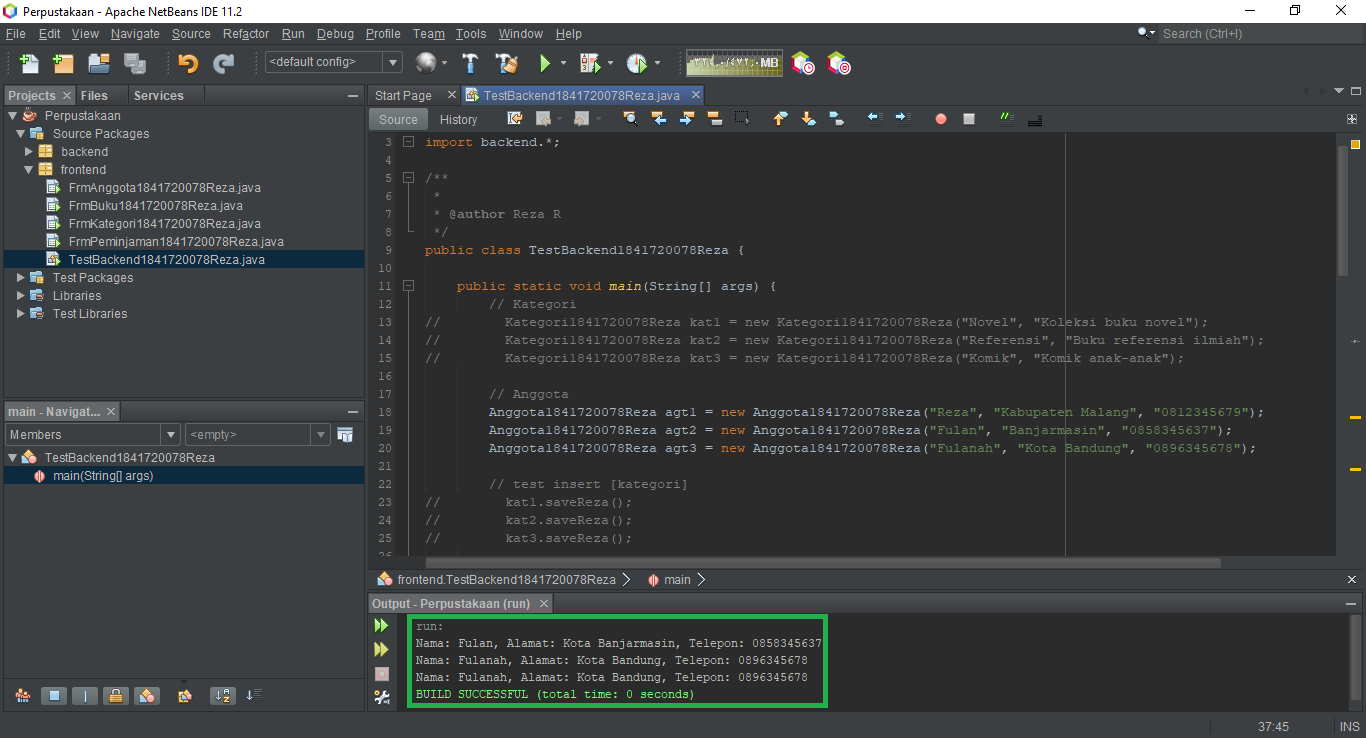 Perpustakaan - Apache NetBeans IDE 11.2
File Edit View Navigate Source Refactor Run Debug Profile Team Tools Window Help
Search (Ctrl+I)
<default config>
MB
Projects Files Services
Perpustakaan
Source Packages
backend
frontend
FrmAnggota1841720078Reza.java
FrmBuku1841720078Reza.java
FrmKategori1841720078Reza.java
FrmPeminjaman1841720078Reza.java
TestBackend1841720078Reza.java
Test Packages
Libraries
Test Libraries
main - Navigat...
Members <empty>
TestBackend1841720078Reza
main(String[] args)
Start Page TestBackend1841720078Reza.java
Source History
3 import backend.*;
4
5 /**
6 *
7 * @author Reza R
8 */
9 public class TestBackend1841720078Reza {
10
11 public static void main(String[] args) {
12 // Kategori
13 // Kategori1841720078Reza kat1 = new Kategori1841720078Reza("Novel", "Koleksi buku novel");
14 // Kategori1841720078Reza kat2 = new Kategori1841720078Reza("Referensi", "Buku referensi ilmiah");
15 // Kategori1841720078Reza kat3 = new Kategori1841720078Reza("Komik", "Komik anak-anak");
16
17 // Anggota
18 Anggota1841720078Reza agt1 = new Anggota1841720078Reza("Reza", "Kabupaten Malang", "0812345679");
19 Anggota1841720078Reza agt2 = new Anggota1841720078Reza("Fulan", "Banjarmasin", "0858345637");
20 Anggota1841720078Reza agt3 = new Anggota1841720078Reza("Fulanah", "Kota Bandung", "0896345678");
21
22 // test insert [kategori]
23 // kat1.saveReza();
24 // kat2.saveReza();
25 // kat3.saveReza();
26
frontend.TestBackend1841720078Reza main
Output - Perpustakaan (run)
run:
Nama: Fulan, Alamat: Kota Banjarmasin, Telepon: 0858345637
Nama: Fulanah, Alamat: Kota Bandung, Telepon: 0896345678
Nama: Fulanah, Alamat: Kota Bandung, Telepon: 0896345678
BUILD SUCCESSFUL (total time: 0 seconds)
37:45 INS